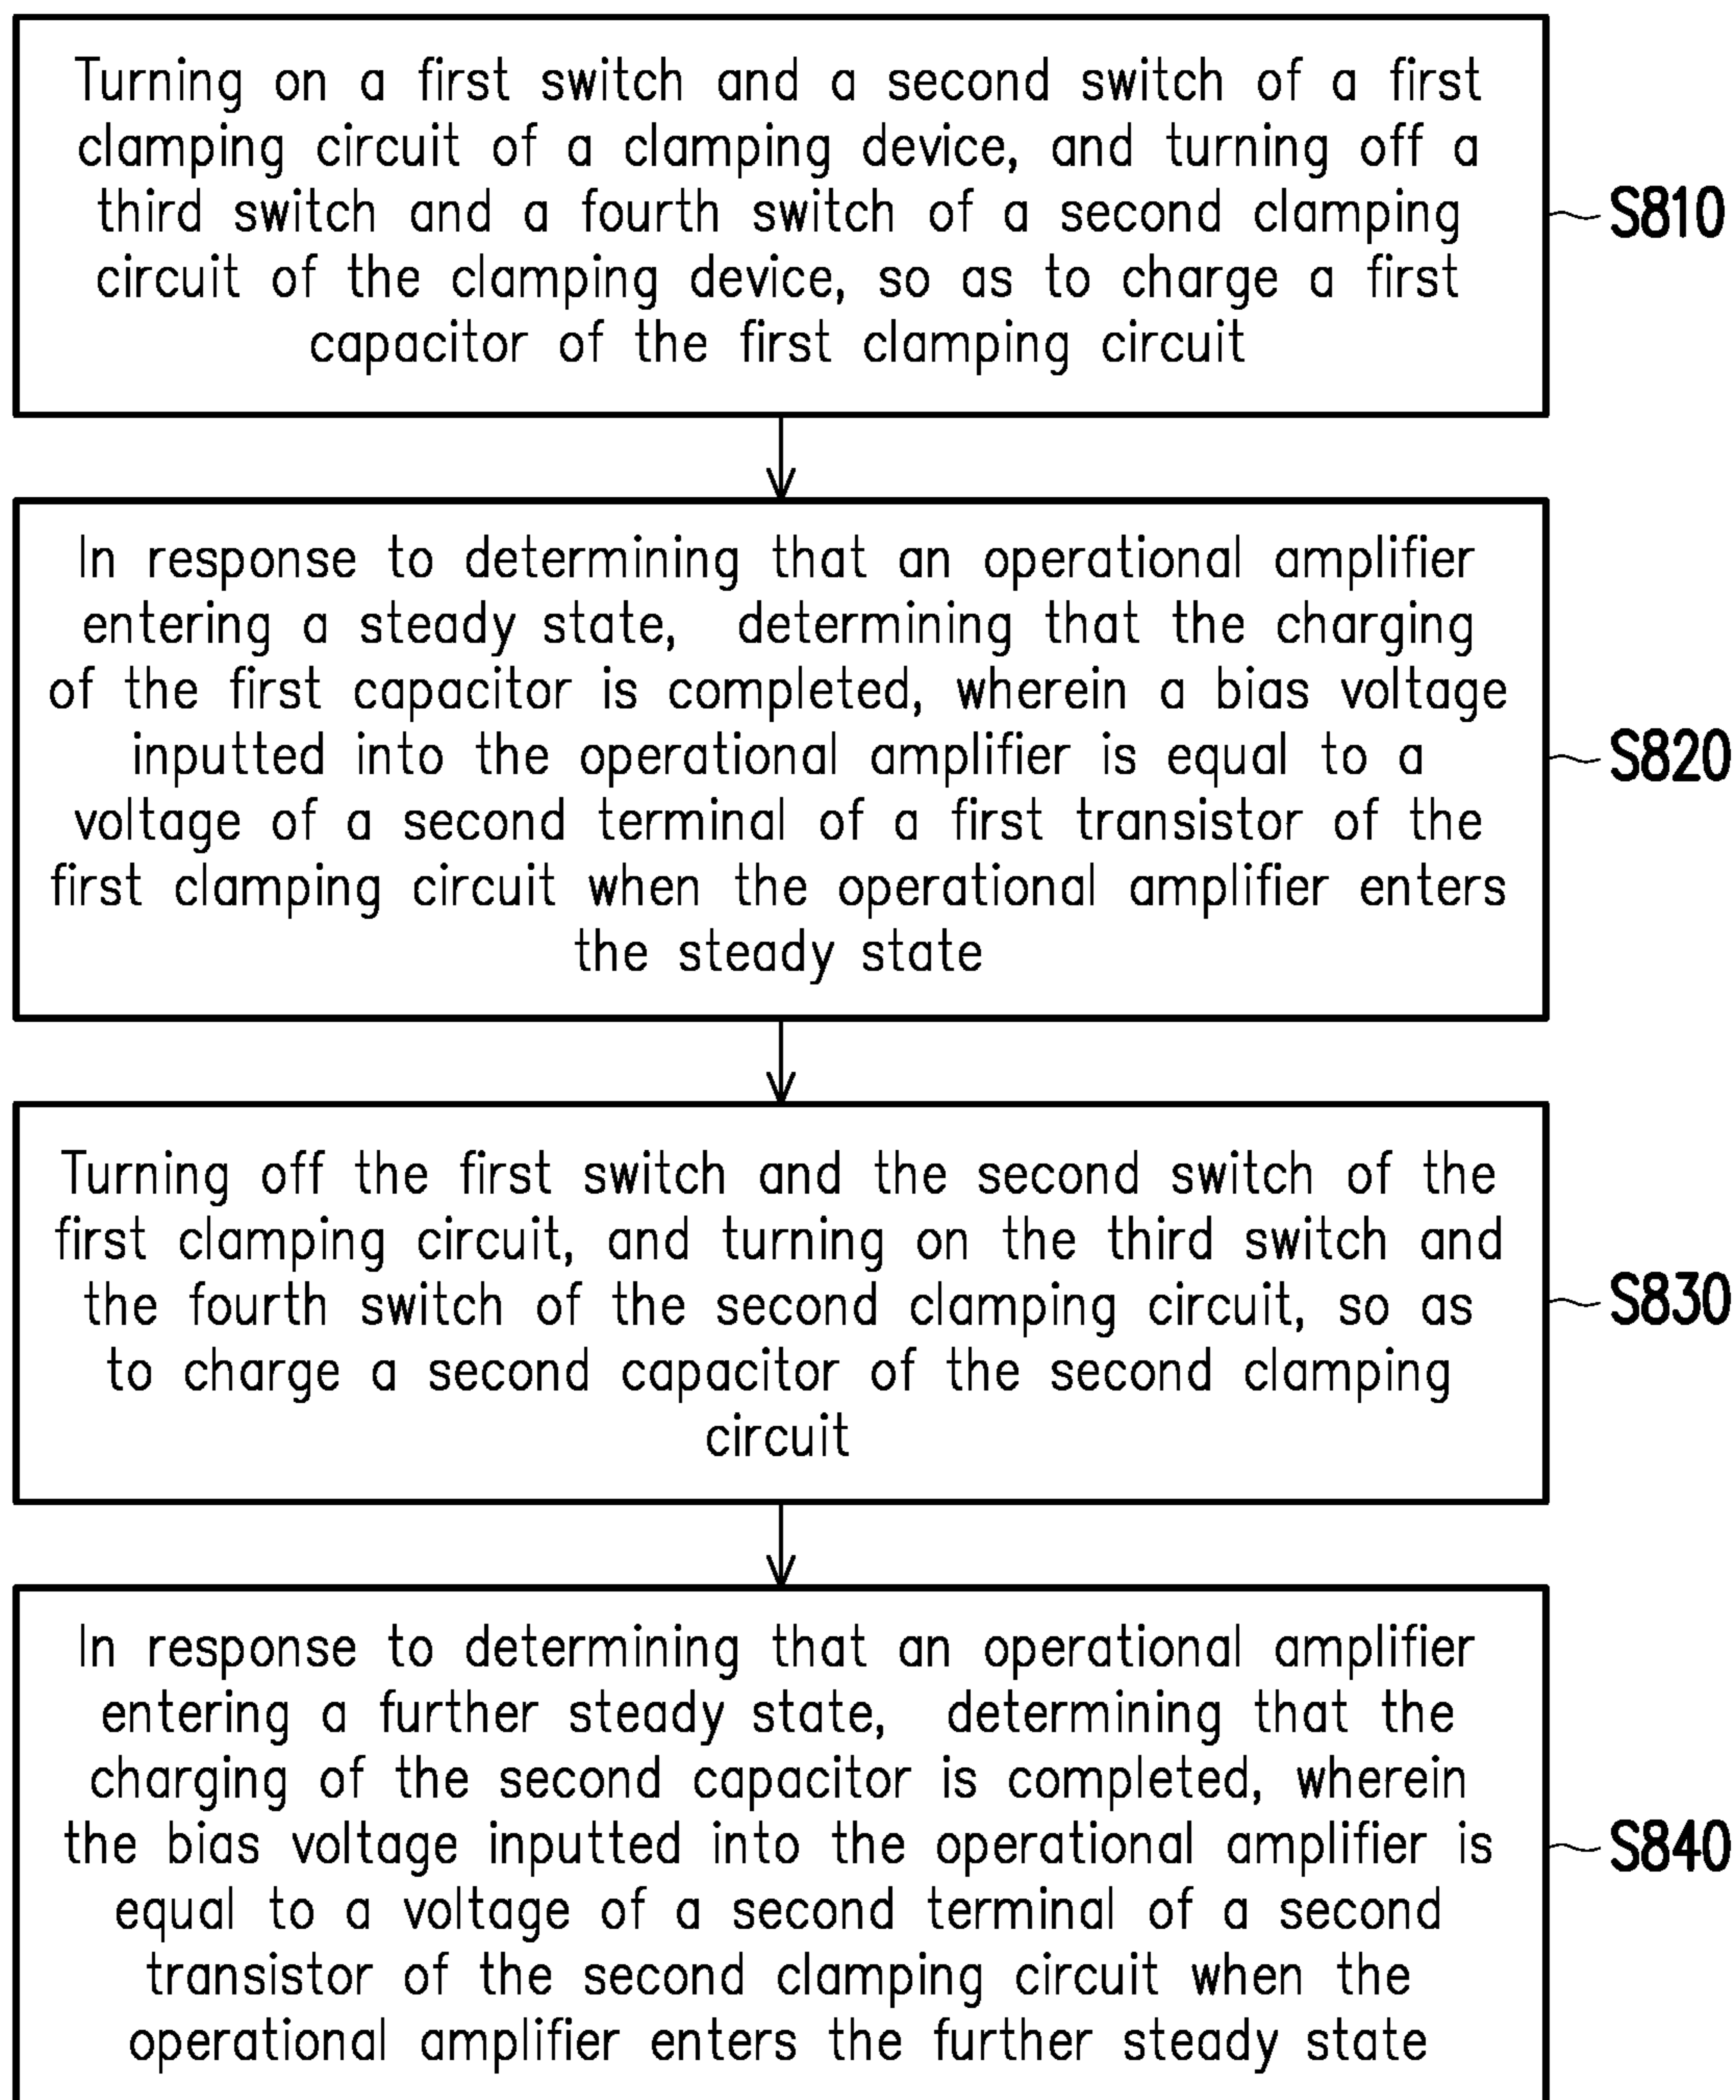 Turning on a first switch and a second switch of a first
clamping circuit of a clamping device, and turning off a
third switch and a fourth switch of a second clamping
circuit of the clamping device, so as to charge a first
capacitor of the first clamping circuit
S810
In response to determining that an operational amplifier
entering a steady state, determining that the charging
of the first capacitor is completed, wherein a bias voltage
inputted into the operational amplifier is equal to a
voltage of a second terminal of a first transistor of the
first clamping circuit when the operational amplifier enters
the steady state
S820
Turning off the first switch and the second switch of the
first clamping circuit, and turning on the third switch and
the fourth switch of the second clamping circuit, so as
to charge a second capacitor of the second clamping
circuit
S830
In response to determining that an operational amplifier
entering a further steady state, determining that the
charging of the second capacitor is completed, wherein
the bias voltage inputted into the operational amplifier is
equal to a voltage of a second terminal of a second
transistor of the second clamping circuit when the
operational amplifier enters the further steady state
S840